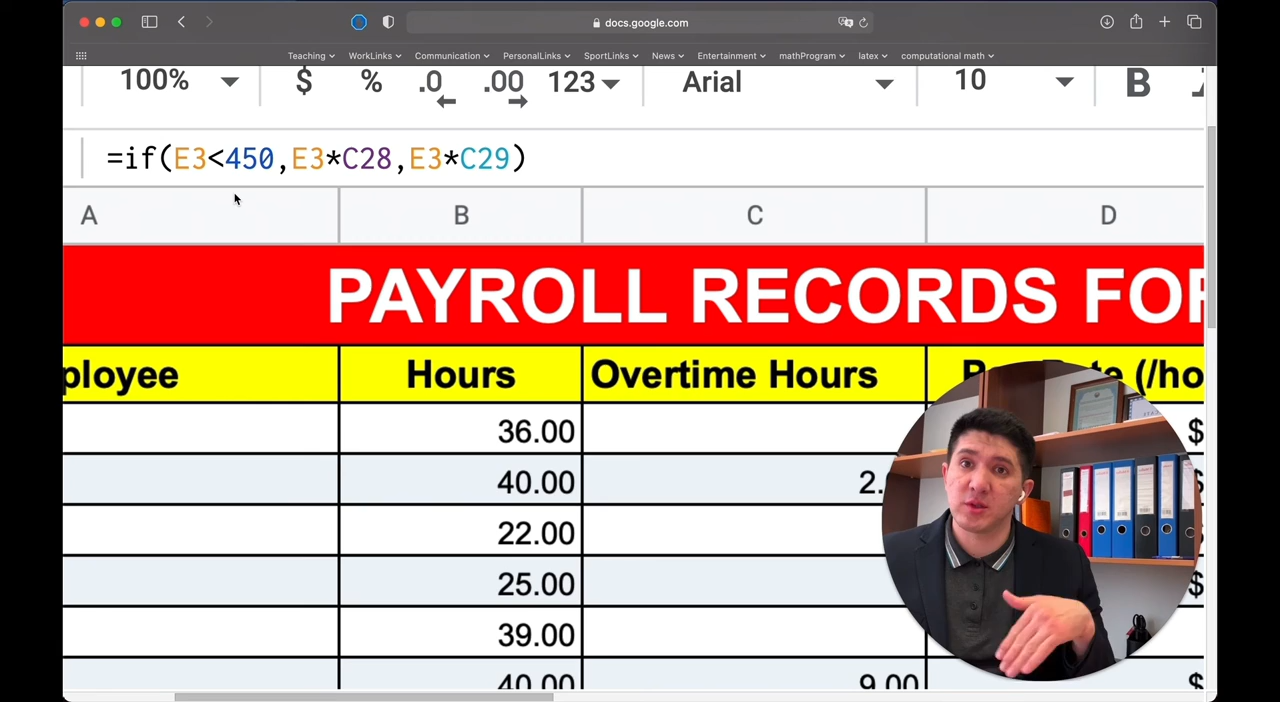 docs.google.com
Teaching WorkLinks Communication PersonalLinks SportLinks News Entertainment mathProgram latex computational math
100% $ % .0 .00 123 Arial 10 B
=if(E3<450,E3*C28,E3*C29)
A B C D
PAYROLL RECORDS FOR
ployee Hours Overtime Hours (/ho
36.00 $
40.00 2. $
22.00
25.00 $
39.00
40.00 9.00 $